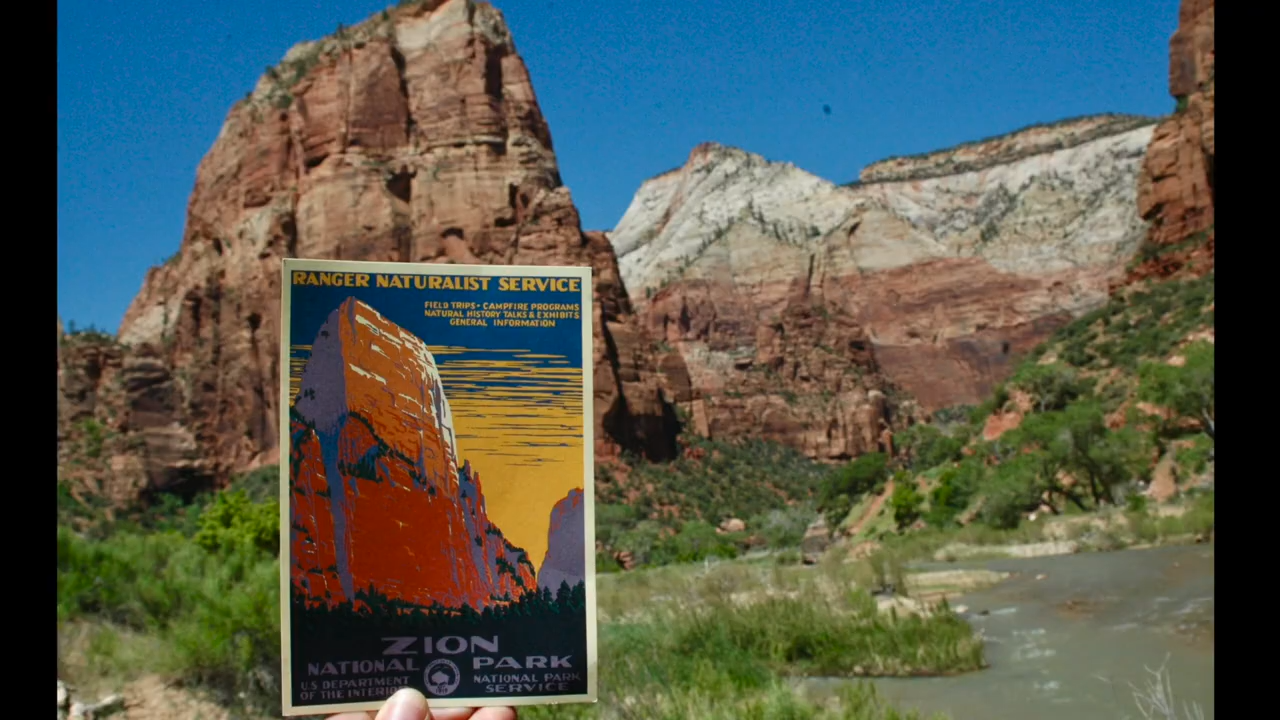 RANGER NATURALIST SERVICE
FIELD TRIPS • CAMPFIRE PROGRAMS
NATURAL HISTORY TALKS & EXHIBITS
GENERAL INFORMATION
ZION
NATIONAL PARK
U.S DEPARTMENT
OF THE INTERIOR
NATIONAL PARK
SERVICE